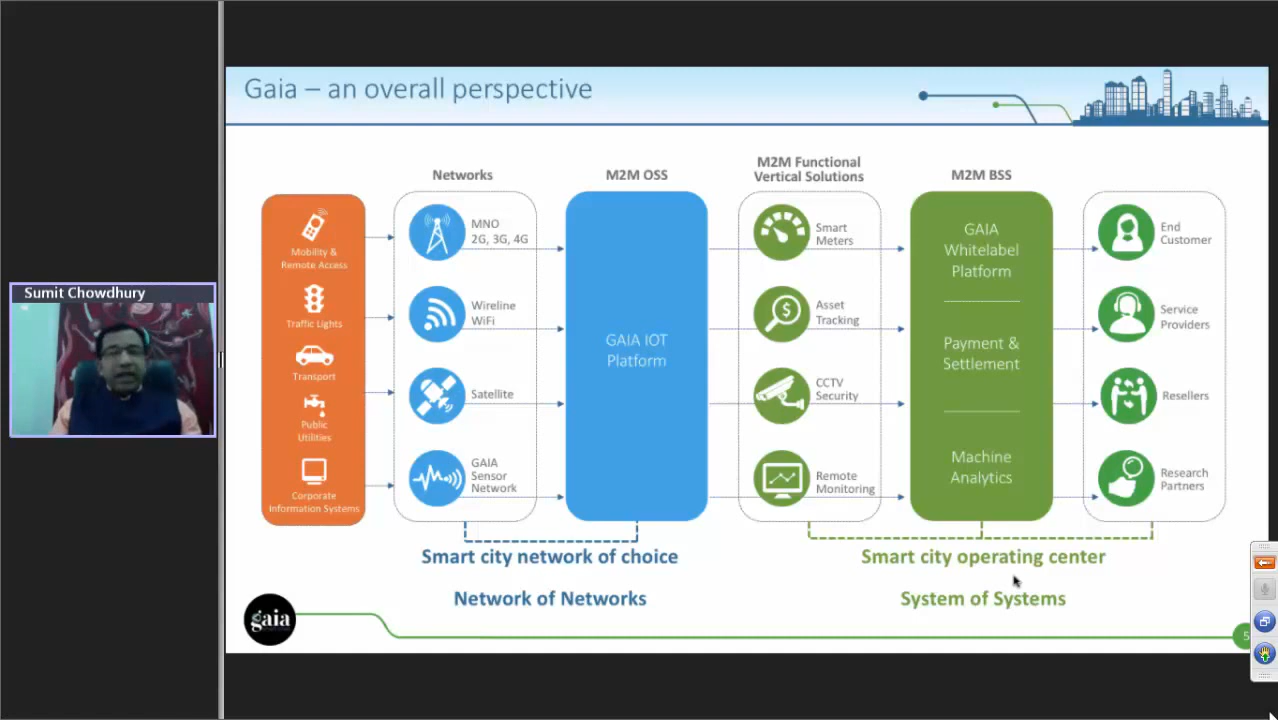 Sumit Chowdhury
Gaia – an overall perspective
Mobility &
Remote Access
Traffic Lights
Transport
Public
Utilities
Corporate
Information Systems
Networks
MNO
2G, 3G, 4G
Wireline
WiFi
Satellite
GAIA
Sensor
Network
M2M OSS
GAIA IOT
Platform
M2M Functional
Vertical Solutions
Smart
Meters
Asset
Tracking
CCTV
Security
Remote
Monitoring
M2M BSS
GAIA
Whitelabel
Platform
Payment &
Settlement
Machine
Analytics
End
Customer
Service
Providers
Resellers
Research
Partners
Smart city network of choice
Network of Networks
Smart city operating center
System of Systems
gaia
5